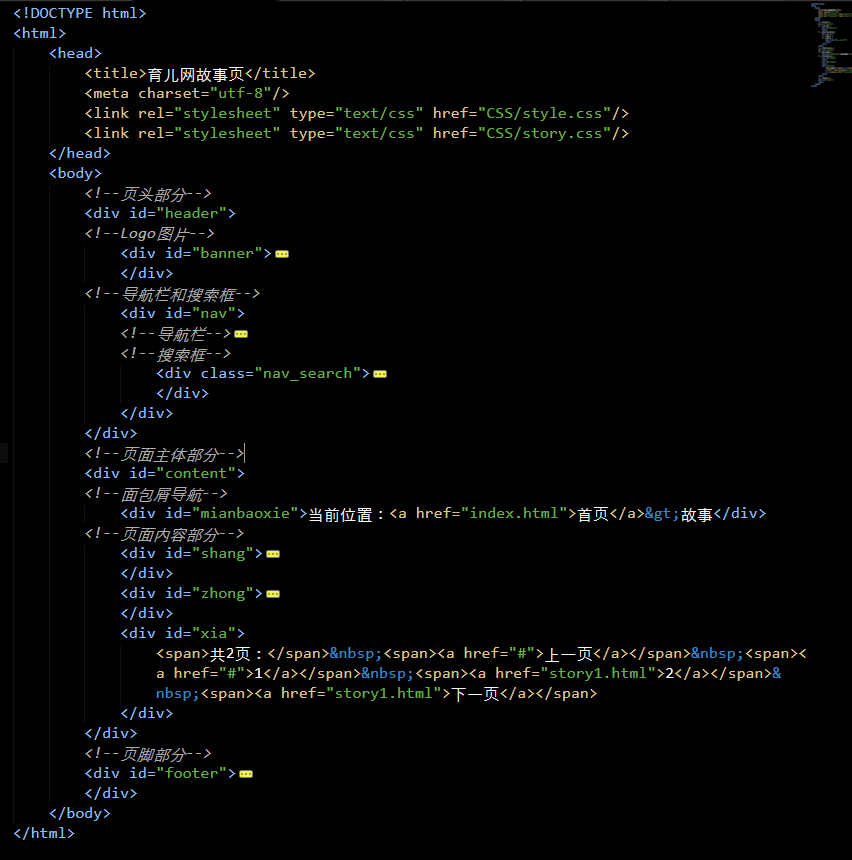 <!DOCTYPE html>
<html>
<head>
<title>育儿网故事页</title>
<meta charset="utf-8"/>
<link rel="stylesheet" type="text/css" href="CSS/style.css"/>
<link rel="stylesheet" type="text/css" href="CSS/story.css"/>
</head>
<body>
<!--页头部分-->
<div id="header">
<!--Logo图片-->
<div id="banner">
</div>
<!--导航栏和搜索框-->
<div id="nav">
<!--导航栏-->
<!--搜索框-->
<div class="nav_search">
</div>
</div>
</div>
<!--页面主体部分-->
<div id="content">
<!--面包屑导航-->
<div id="mianbaoxie">当前位置：<a href="index.html">首页</a>&gt;故事</div>
<!--页面内容部分-->
<div id="shang">
</div>
<div id="zhong">
</div>
<div id="xia">
<span>共2页：</span>&nbsp;<span><a href="#">上一页</a></span>&nbsp;<span><
a href="#">1</a></span>&nbsp;<span><a href="story1.html">2</a></span>&
nbsp;<span><a href="story1.html">下一页</a></span>
</div>
</div>
<!--页脚部分-->
<div id="footer">
</div>
</body>
</html>